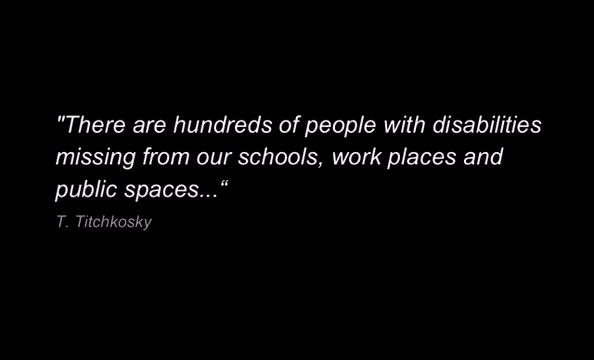 "There are hundreds of people with disabilities
missing from our schools, work places and
public spaces...“
T. Titchkosky